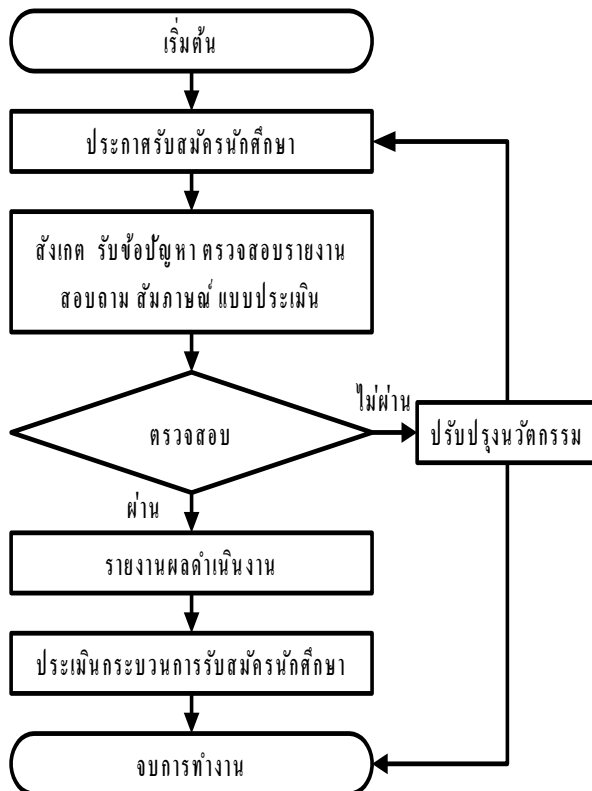 เริ่มต้น
ประกาศรับสมัครนักศึกษา
สังเกต รับข้อปัญหา ตรวจสอบรายงาน
สอบถาม สัมภาษณ์ แบบประเมิน
ตรวจสอบ
ไม่ผ่าน
ปรับปรุงนวัตกรรม
ผ่าน
รายงานผลดำเนินงาน
ประเมินกระบวนการรับสมัครนักศึกษา
จบการทำงาน